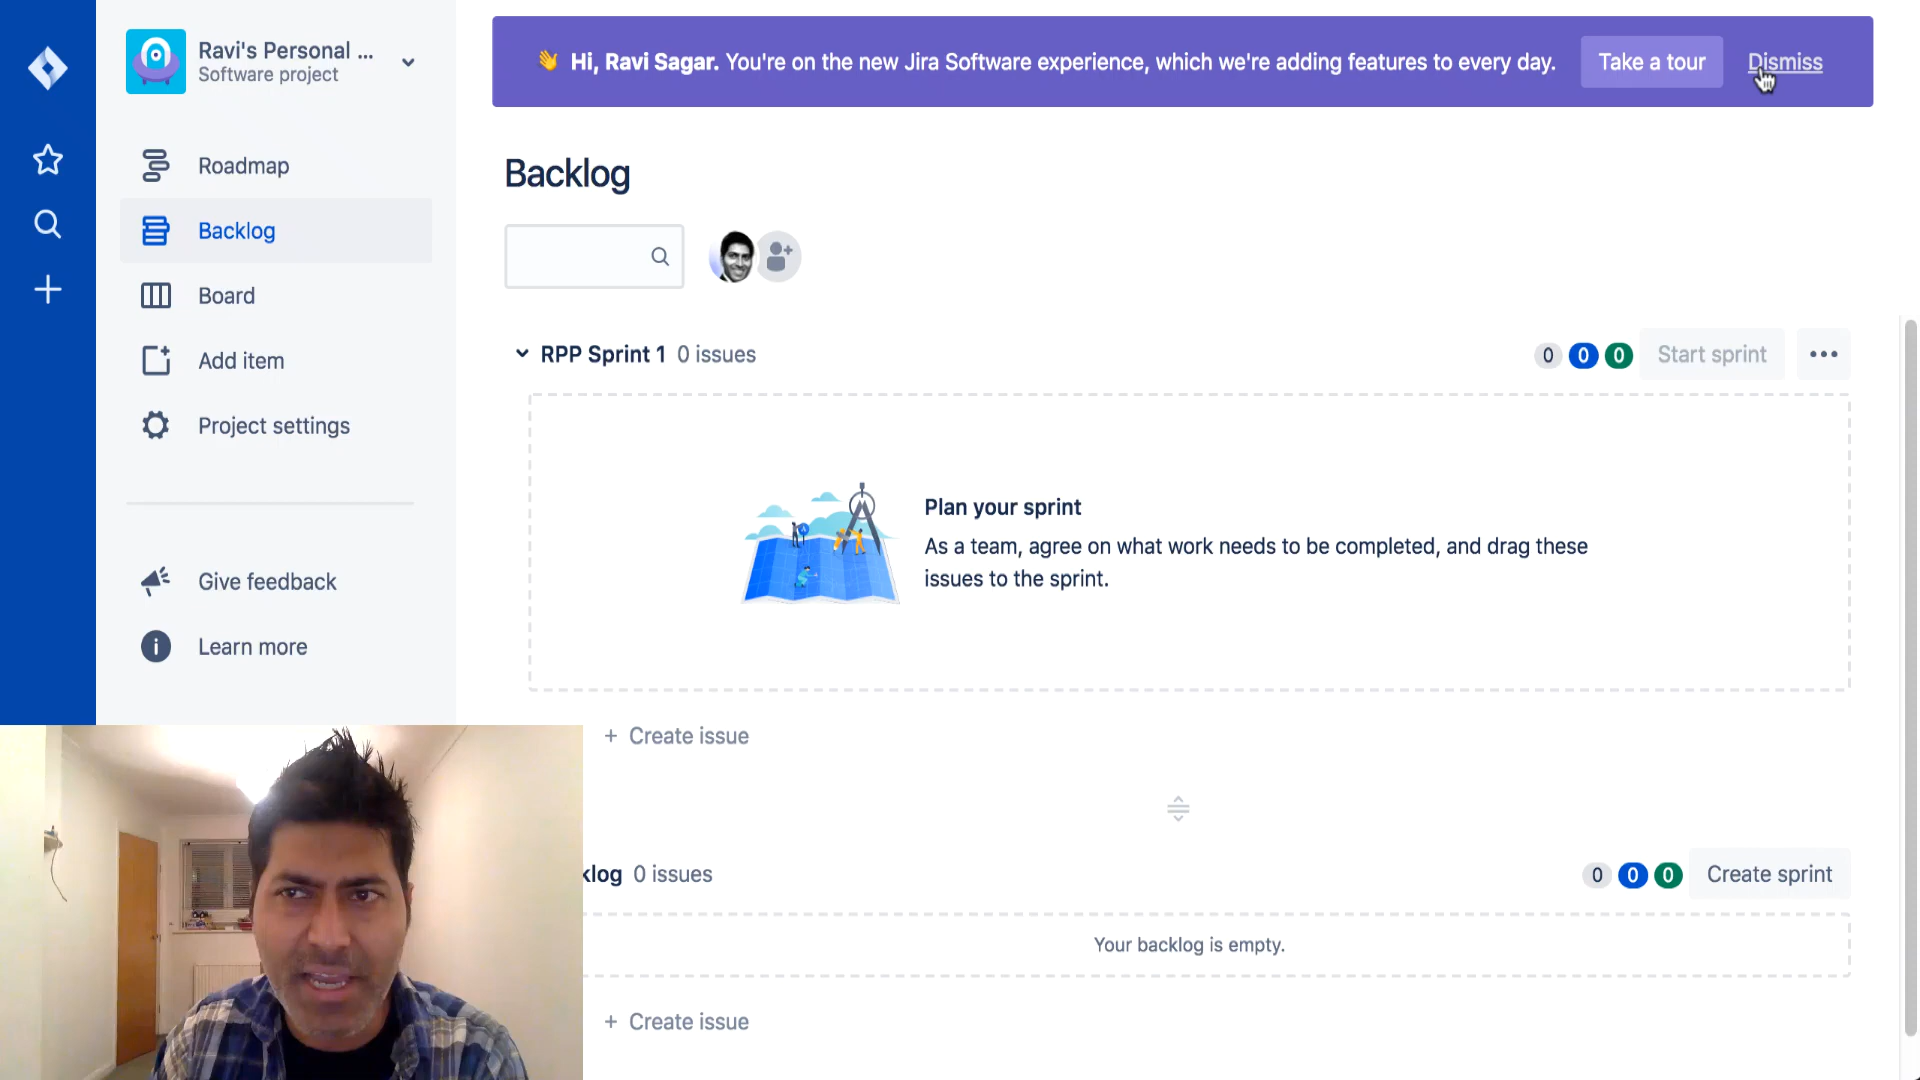 Ravi's Personal ...
Software project
Roadmap
Backlog
Board
Add item
Project settings
Give feedback
Learn more
👋 Hi, Ravi Sagar. You're on the new Jira Software experience, which we're adding features to every day. Take a tour Dismiss
Backlog
RPP Sprint 1 0 issues 0 0 0 Start sprint
Plan your sprint
As a team, agree on what work needs to be completed, and drag these
issues to the sprint.
+ Create issue
klog 0 issues 0 0 0 Create sprint
Your backlog is empty.
+ Create issue